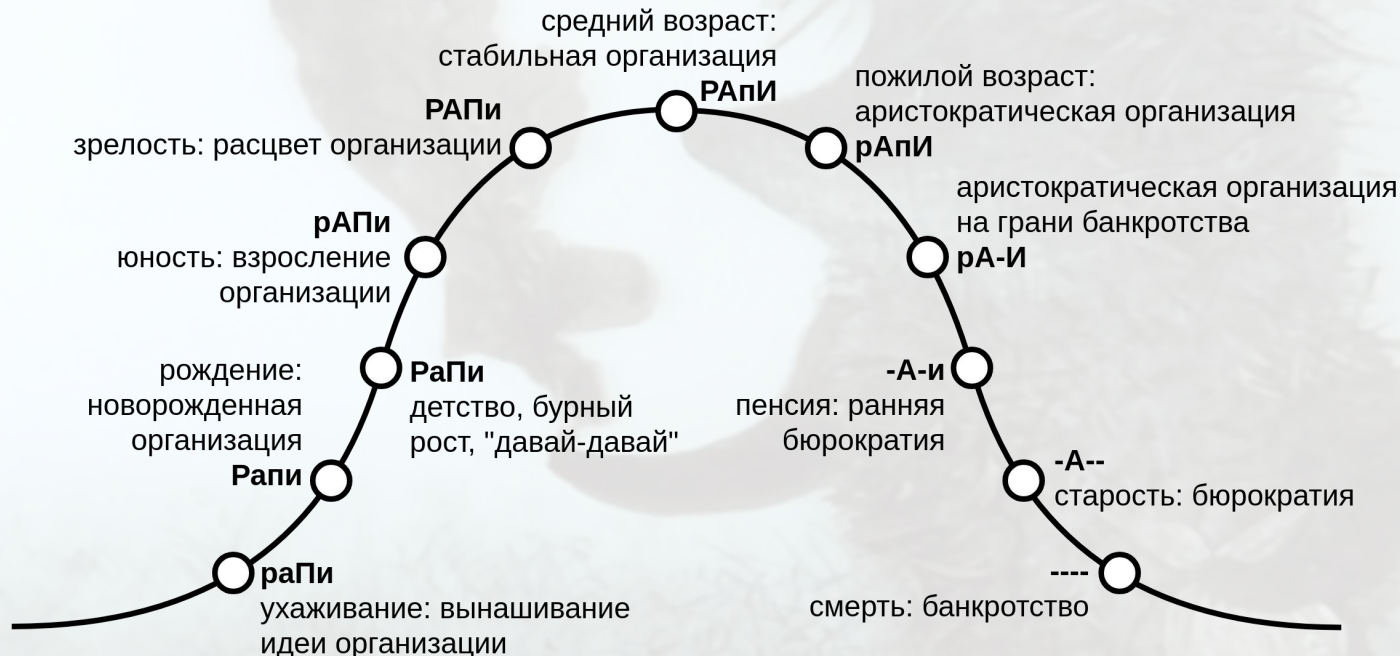 средний возраст:
стабильная организация
РАпИ
пожилой возраст:
аристократическая организация
рАпИ
РАПи
зрелость: расцвет организации
аристократическая организация
на грани банкротства
рА-И
рАПи
юность: взросление
организации
рождение:
новорожденная
организация
Рапи
РаПи
детство, бурный
рост, "давай-давай"
-А-и
пенсия: ранняя
бюрократия
-А--
старость: бюрократия
раПи
ухаживание: вынашивание
идеи организации
----
смерть: банкротство